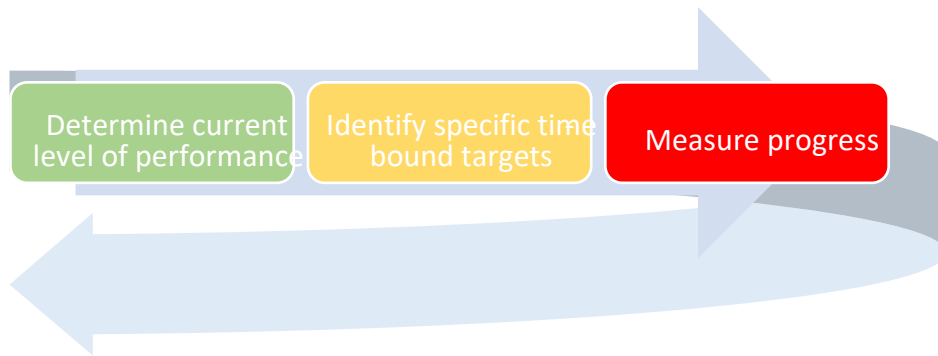 Determine current
level of performance
Identify specific time-
bound targets
Measure progress